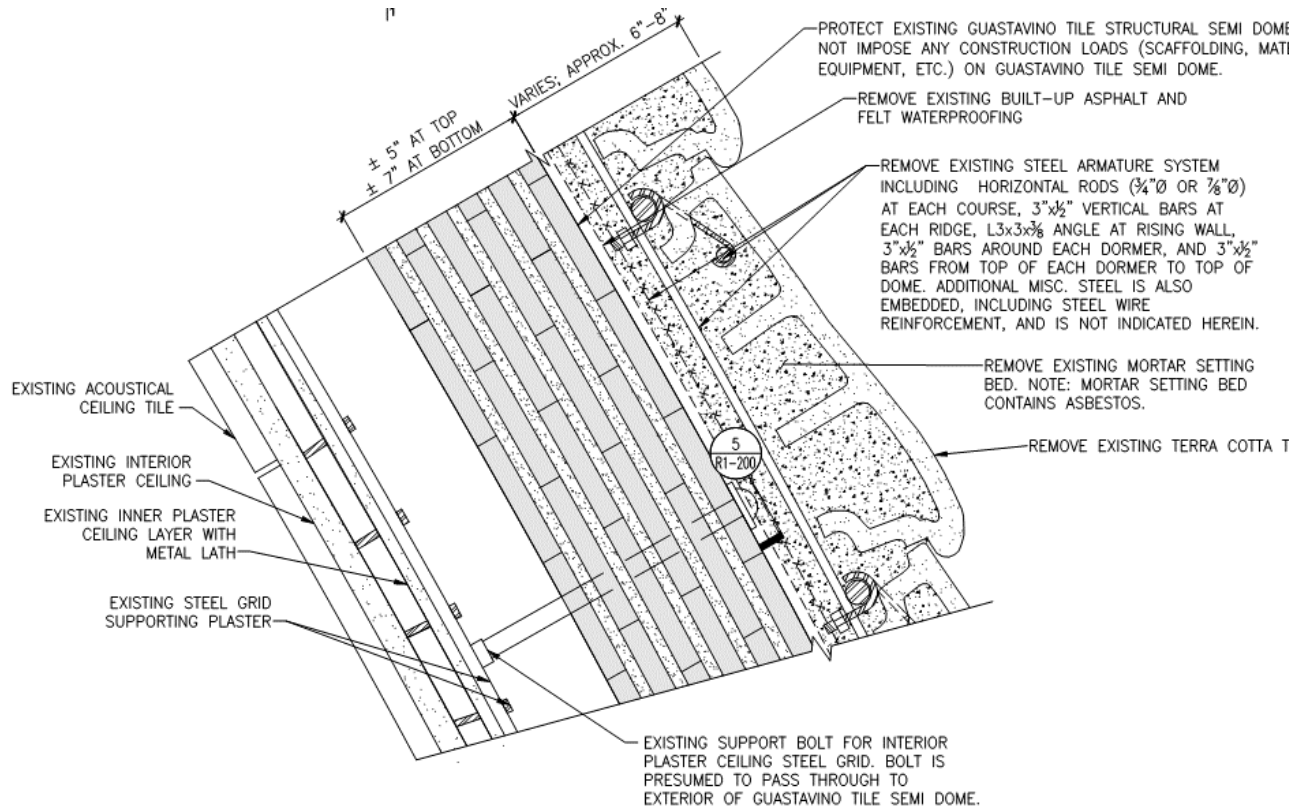 VARIES; APPROX. 6"-8"
± 5" AT TOP
± 7" AT BOTTOM
PROTECT EXISTING GUASTAVINO TILE STRUCTURAL SEMI DOME
NOT IMPOSE ANY CONSTRUCTION LOADS (SCAFFOLDING, MATE
EQUIPMENT, ETC.) ON GUASTAVINO TILE SEMI DOME.
REMOVE EXISTING BUILT-UP ASPHALT AND
FELT WATERPROOFING
REMOVE EXISTING STEEL ARMATURE SYSTEM
INCLUDING HORIZONTAL RODS (¾"Ø OR ⅞"Ø)
AT EACH COURSE, 3"x½" VERTICAL BARS AT
EACH RIDGE, L3x3x⅜ ANGLE AT RISING WALL,
3"x½" BARS AROUND EACH DORMER, AND 3"x½"
BARS FROM TOP OF EACH DORMER TO TOP OF
DOME. ADDITIONAL MISC. STEEL IS ALSO
EMBEDDED, INCLUDING STEEL WIRE
REINFORCEMENT, AND IS NOT INDICATED HEREIN.
REMOVE EXISTING MORTAR SETTING
BED. NOTE: MORTAR SETTING BED
CONTAINS ASBESTOS.
REMOVE EXISTING TERRA COTTA T
5
R1-200
EXISTING ACOUSTICAL
CEILING TILE
EXISTING INTERIOR
PLASTER CEILING
EXISTING INNER PLASTER
CEILING LAYER WITH
METAL LATH
EXISTING STEEL GRID
SUPPORTING PLASTER
EXISTING SUPPORT BOLT FOR INTERIOR
PLASTER CEILING STEEL GRID. BOLT IS
PRESUMED TO PASS THROUGH TO
EXTERIOR OF GUASTAVINO TILE SEMI DOME.